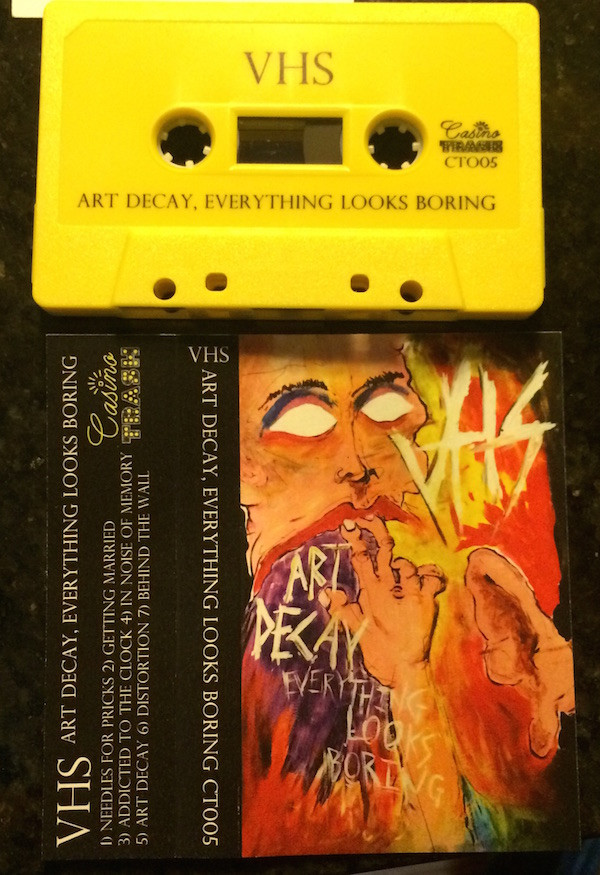 VHS
Casino
TRASH
CT005
ART DECAY, EVERYTHING LOOKS BORING
VHS ART DECAY, EVERYTHING LOOKS BORING
1) NEEDLES FOR PRICKS 2) GETTING MARRIED
3) ADDICTED TO THE CLOCK 4) IN NOISE OF MEMORY
5) ART DECAY 6) DISTORTION 7) BEHIND THE WALL
Casino
TRASH
VHS ART DECAY, EVERYTHING LOOKS BORING CT005
VHS
ART
DECAY
EVERYTHING
LOOKS
BORING